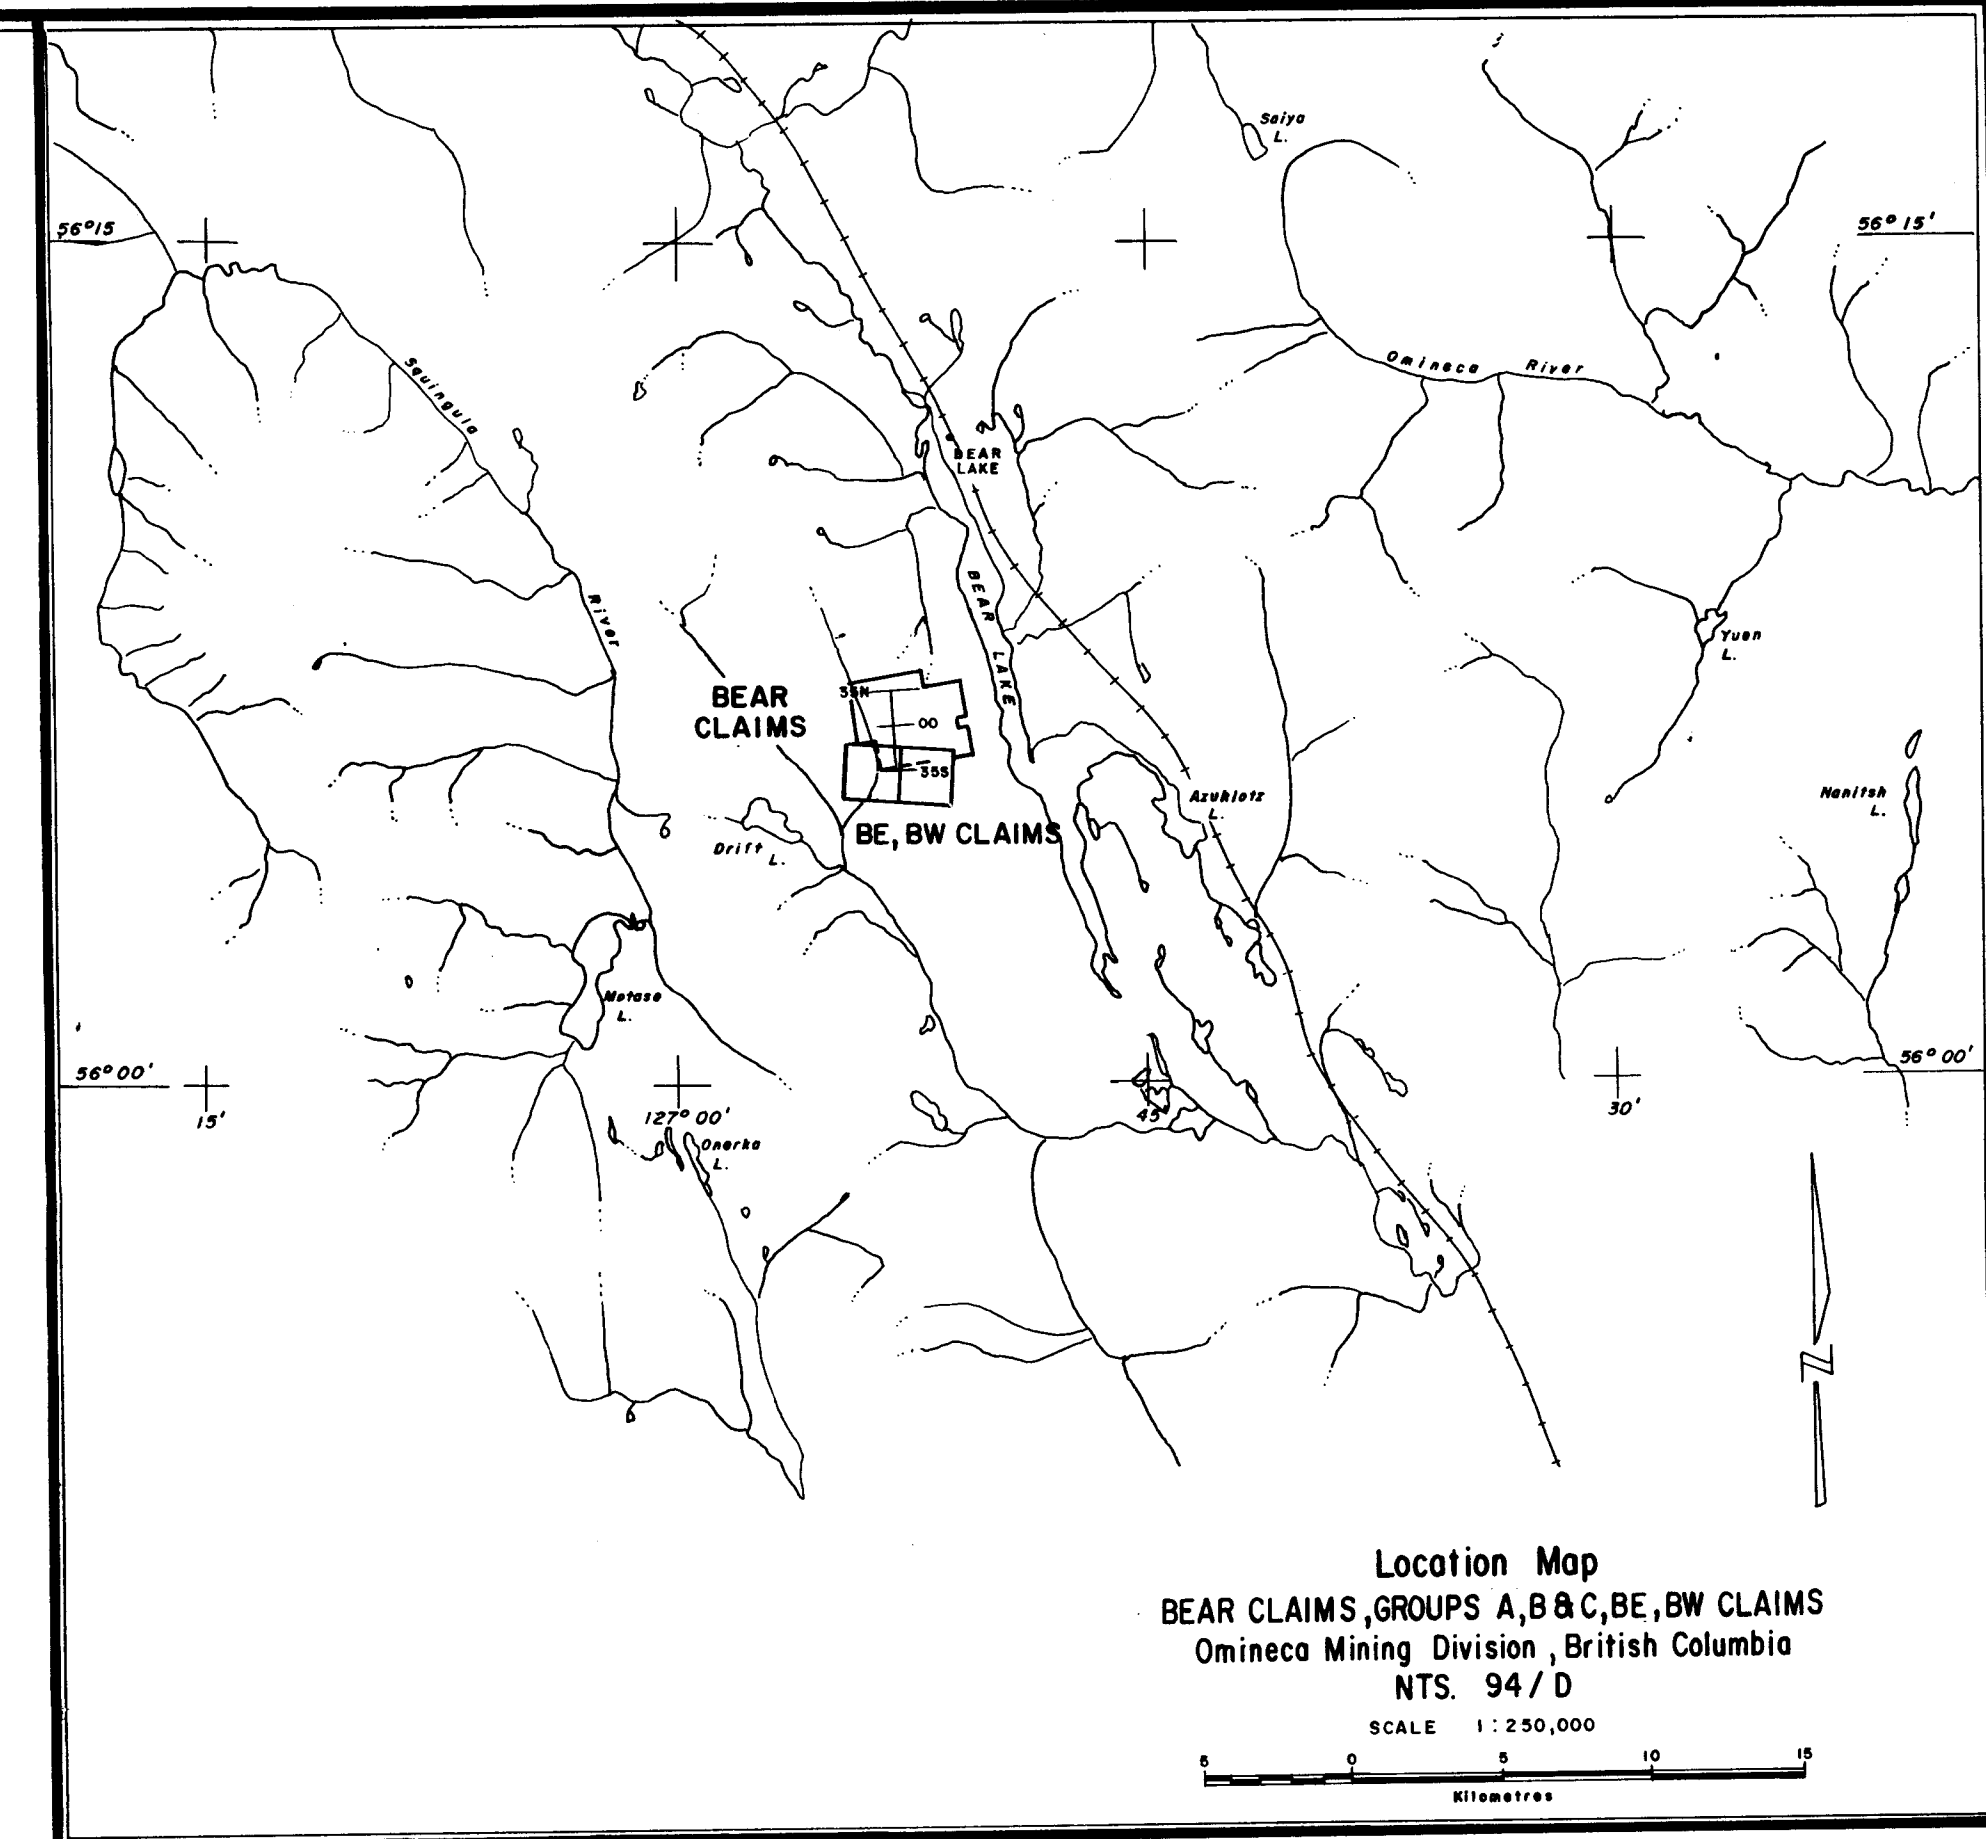 Saiya
L.
56°15
56° 15'
Omineca River
Squingula
BEAR
LAKE
River
BEAR LAKE
Yuen
L.
BEAR
CLAIMS
35N
00
35S
Azuklotz
L.
Nanitsh
L.
BE, BW CLAIMS
Drift L.
Motase
L.
56° 00'
56° 00'
15'
127° 00'
45'
30'
Onerka
L.
N
Location Map
BEAR CLAIMS, GROUPS A, B & C, BE, BW CLAIMS
Omineca Mining Division, British Columbia
NTS. 94 / D
SCALE 1 : 250,000
5 0 5 10 15
Kilometres